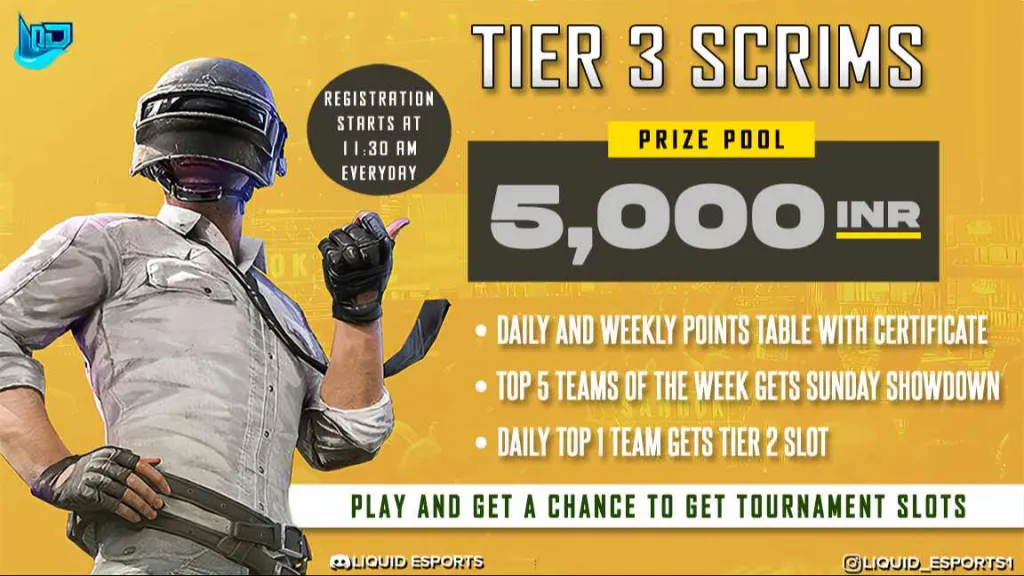 TIER 3 SCRIMS
REGISTRATION
STARTS AT
11:30 AM
EVERYDAY
PRIZE POOL
5,000 INR
• DAILY AND WEEKLY POINTS TABLE WITH CERTIFICATE
• TOP 5 TEAMS OF THE WEEK GETS SUNDAY SHOWDOWN
• DAILY TOP 1 TEAM GETS TIER 2 SLOT
PLAY AND GET A CHANCE TO GET TOURNAMENT SLOTS
LIQUID ESPORTS
LIQUID_ESPORTS1